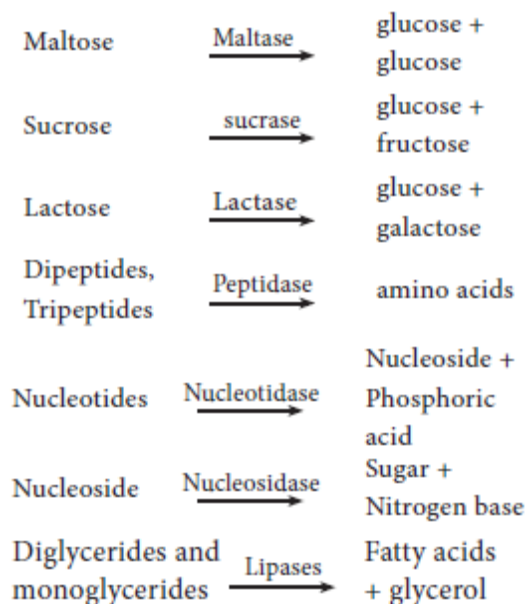 Maltose Maltase glucose +
glucose
Sucrose sucrase glucose +
fructose
Lactose Lactase glucose +
galactose
Dipeptides,
Tripeptides Peptidase amino acids
Nucleotides Nucleotidase Nucleoside +
Phosphoric
acid
Nucleoside Nucleosidase Sugar +
Nitrogen base
Diglycerides and
monoglycerides Lipases Fatty acids
+ glycerol